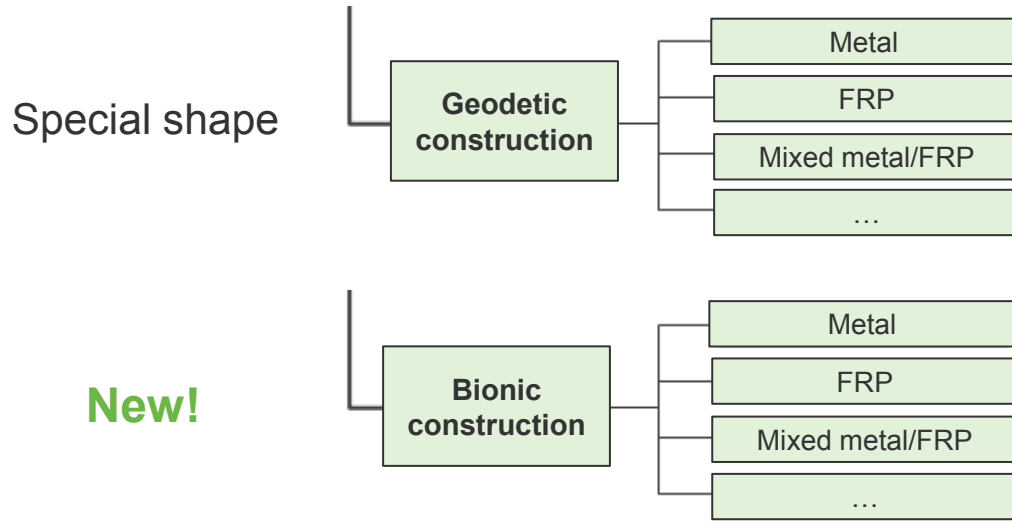 Special shape
Geodetic
construction
Metal
FRP
Mixed metal/FRP
…
New!
Bionic
construction
Metal
FRP
Mixed metal/FRP
…